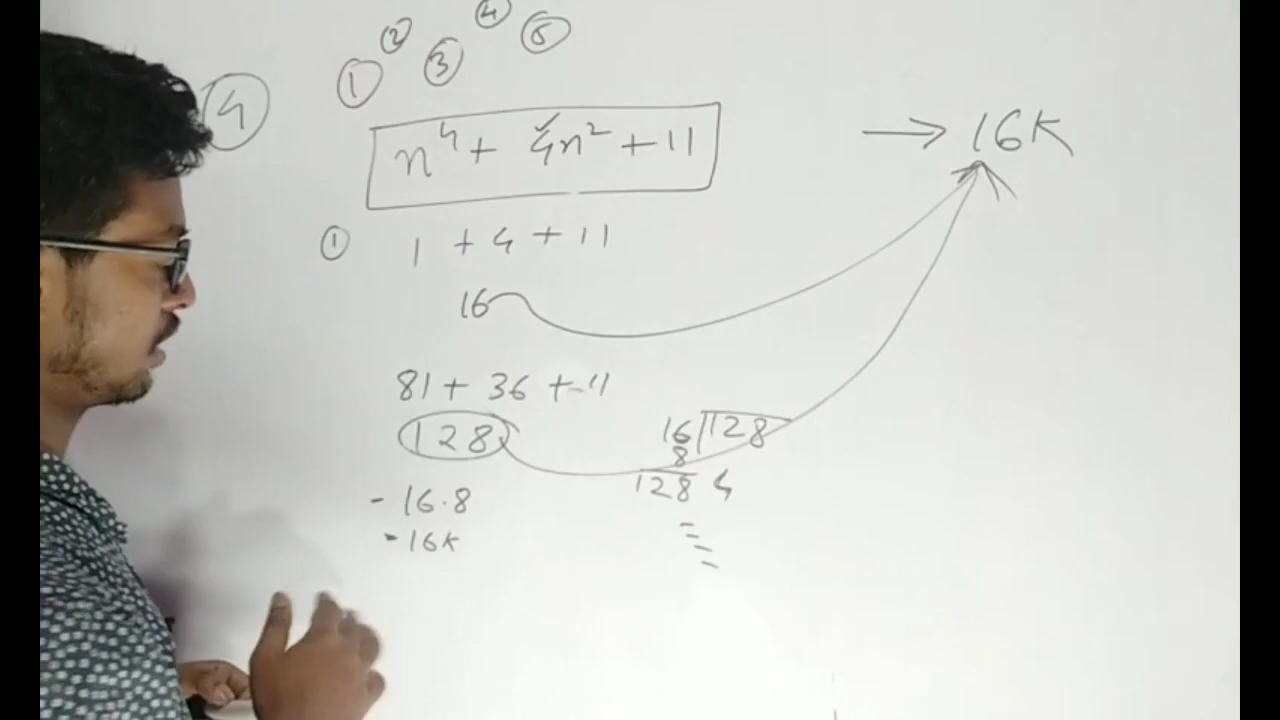 ① ② ③ ④ ⑤
④
n⁴ + 4n² + 11
→ 16K
① 1 + 4 + 11
16
81 + 36 + 11
128
16 128
8
128 4
- 16.8
- 16K